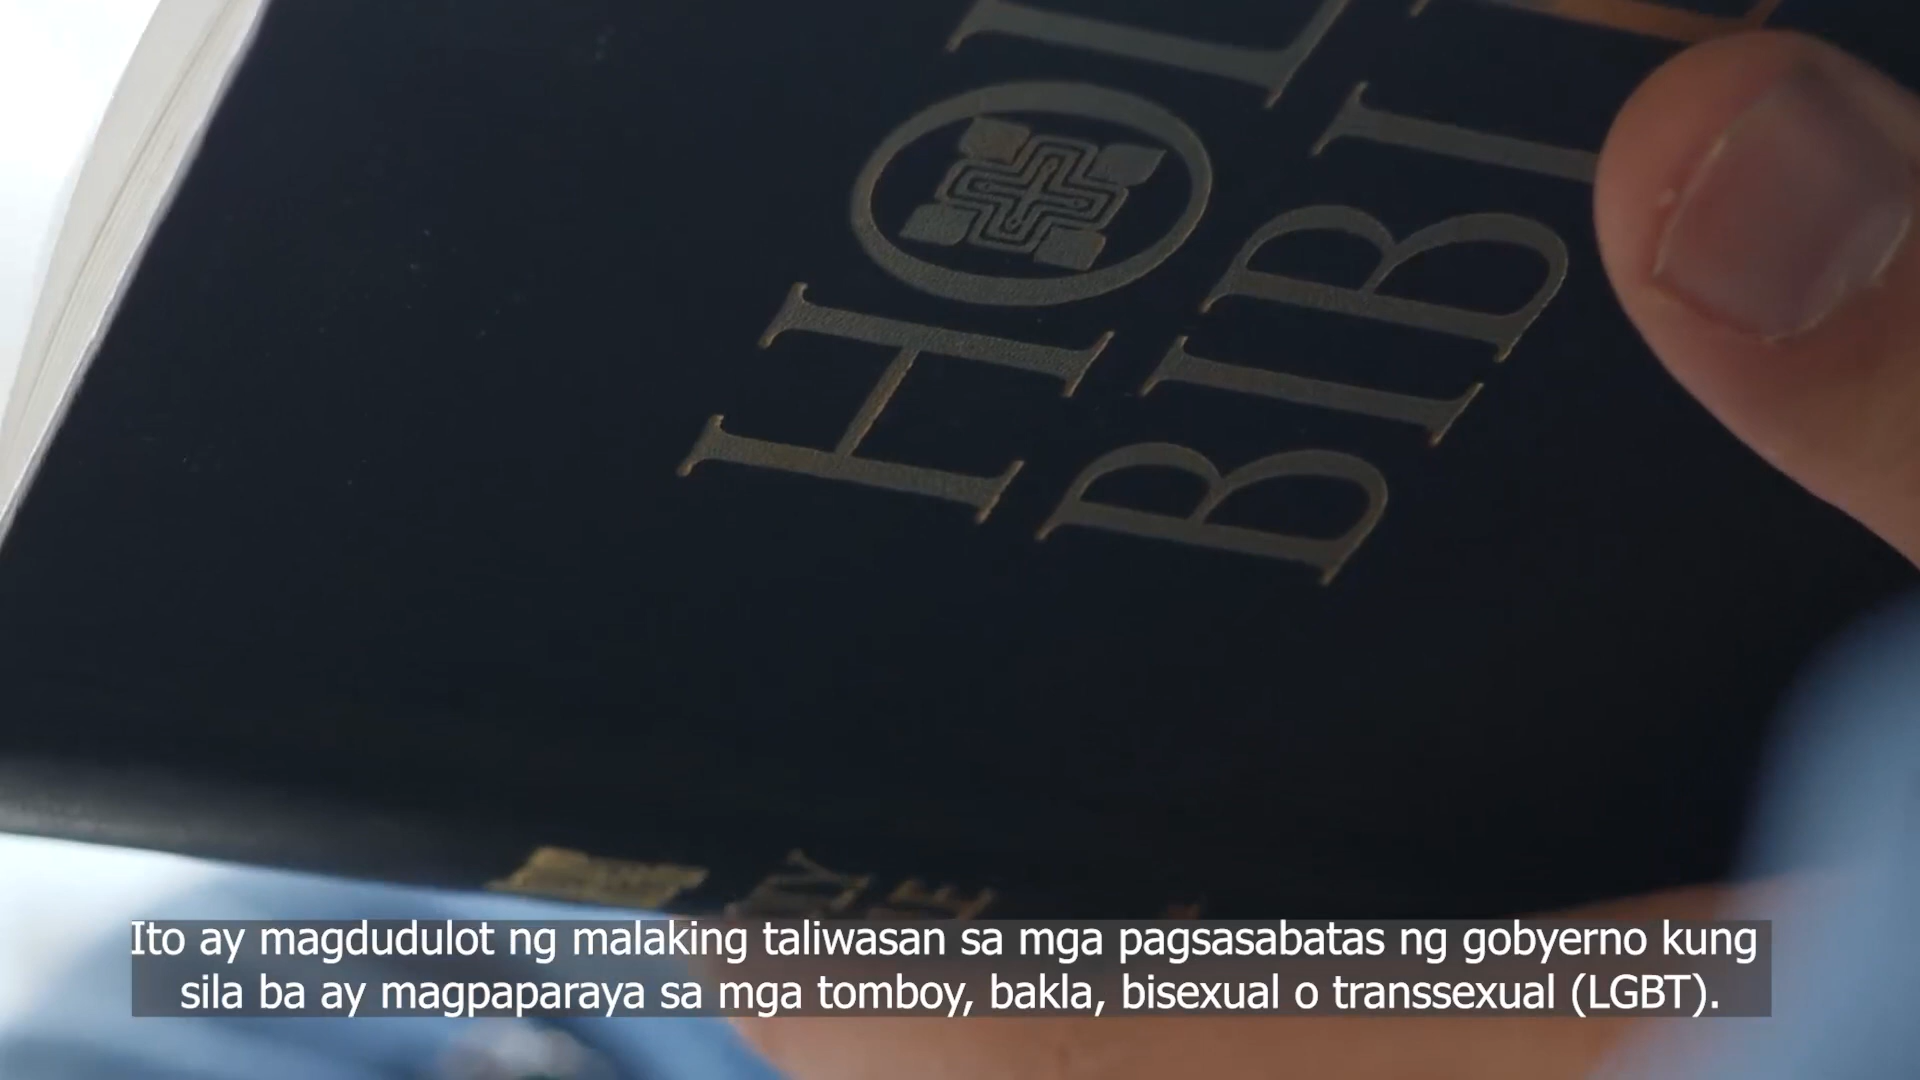 HOL
BIBL
Ito ay magdudulot ng malaking taliwasan sa mga pagsasabatas ng gobyerno kung
sila ba ay magpaparaya sa mga tomboy, bakla, bisexual o transsexual (LGBT).